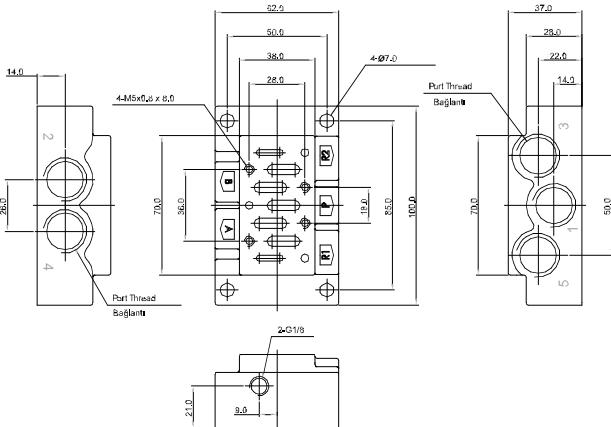 62.0
50.0
38.0
28.0
4-Ø7.0
4-M5x0.8 x 8.0
14.0
2
4
26.0
Port Thread
Bağlantı
70.0
36.0
B
A
R2
P
R1
18.0
85.0
100.0
37.0
28.0
22.0
14.0
Port Thread
Bağlantı
3
1
5
70.0
50.0
2-G1/8
21.0
9.0